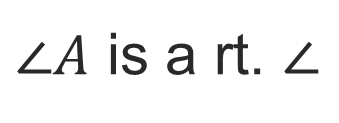 ∠A is a rt. ∠